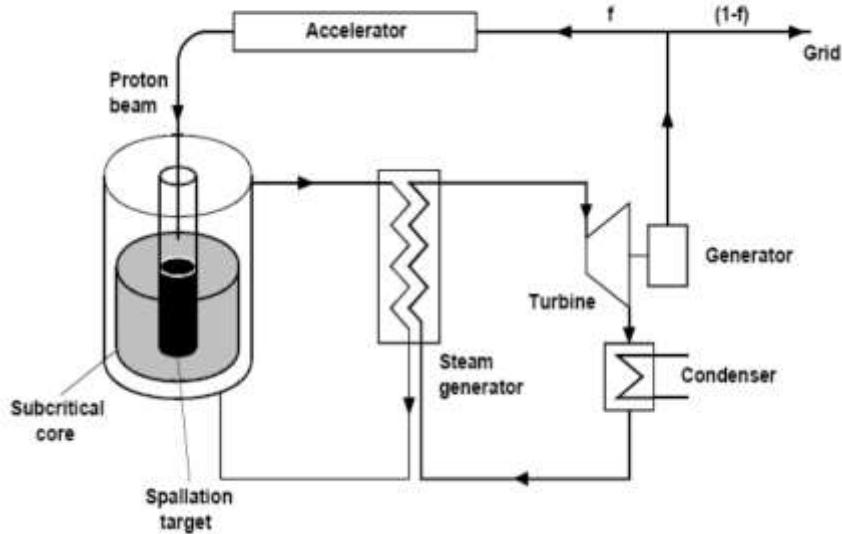 Accelerator
f
(1-f)
Grid
Proton
beam
Generator
Turbine
Steam
generator
Condenser
Subcritical
core
Spallation
target